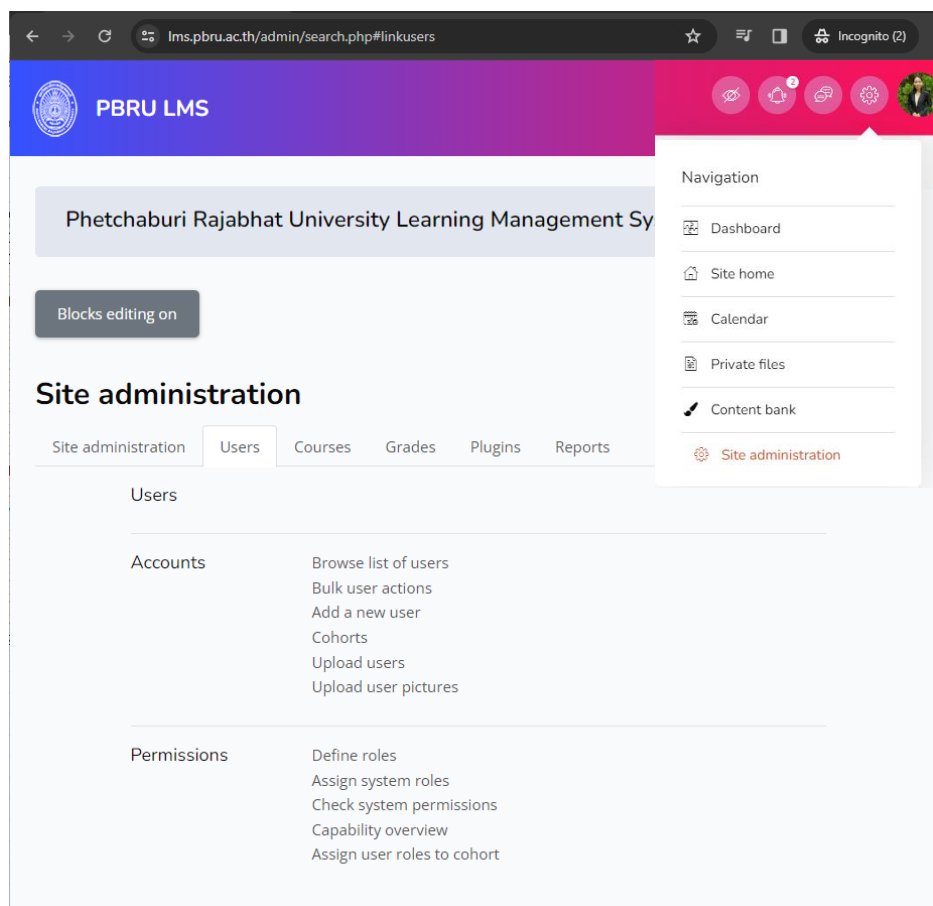 lms.pbru.ac.th/admin/search.php#linkusers
Incognito (2)
PBRU LMS
2
Navigation
Dashboard
Site home
Calendar
Private files
Content bank
Site administration
Phetchaburi Rajabhat University Learning Management Sy
Blocks editing on
Site administration
Site administration Users Courses Grades Plugins Reports
Users
Accounts Browse list of users
Bulk user actions
Add a new user
Cohorts
Upload users
Upload user pictures
Permissions Define roles
Assign system roles
Check system permissions
Capability overview
Assign user roles to cohort